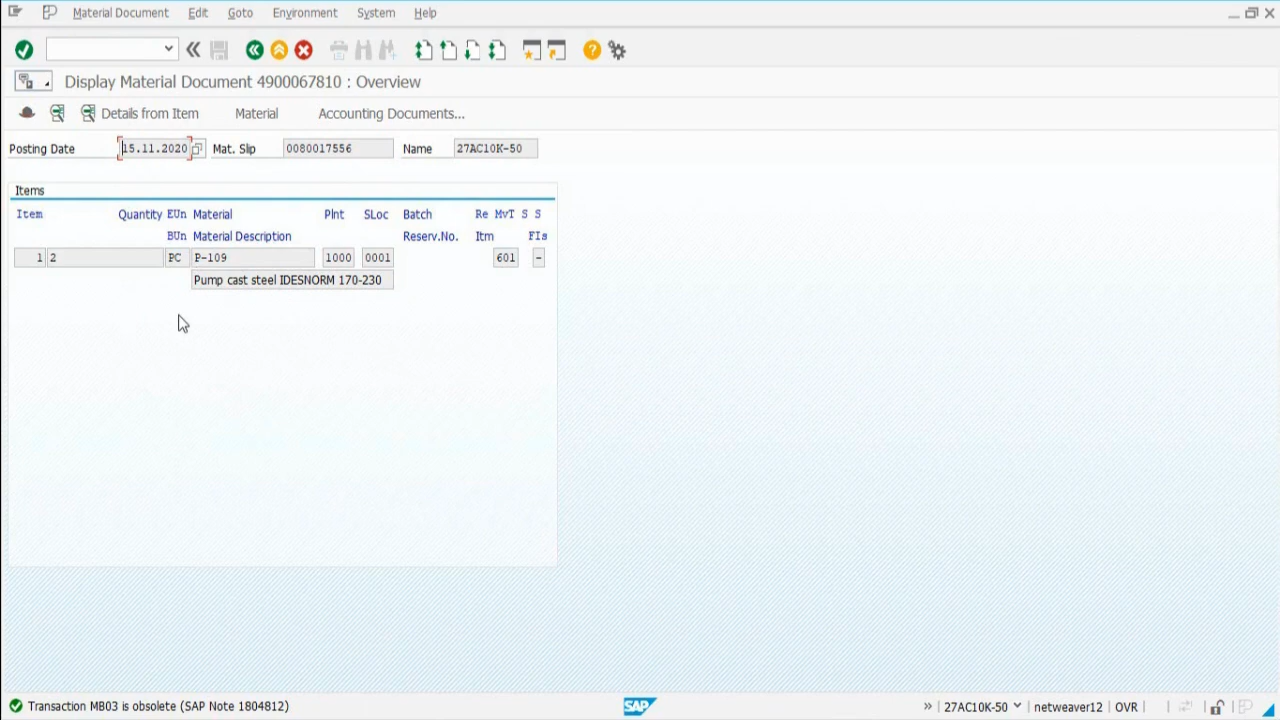 Material Document Edit Goto Environment System Help
Display Material Document 4900067810 : Overview
Details from Item Material Accounting Documents...
Posting Date 15.11.2020 Mat. Slip 0080017556 Name 27AC10K-50
Items
Item Quantity EUn Material Plnt SLoc Batch Re MvT S S
BUn Material Description Reserv.No. Itm FIs
1 2 PC P-109 1000 0001 601 -
Pump cast steel IDESNORM 170-230
Transaction MB03 is obsolete (SAP Note 1804812) SAP 27AC10K-50 netweaver12 OVR